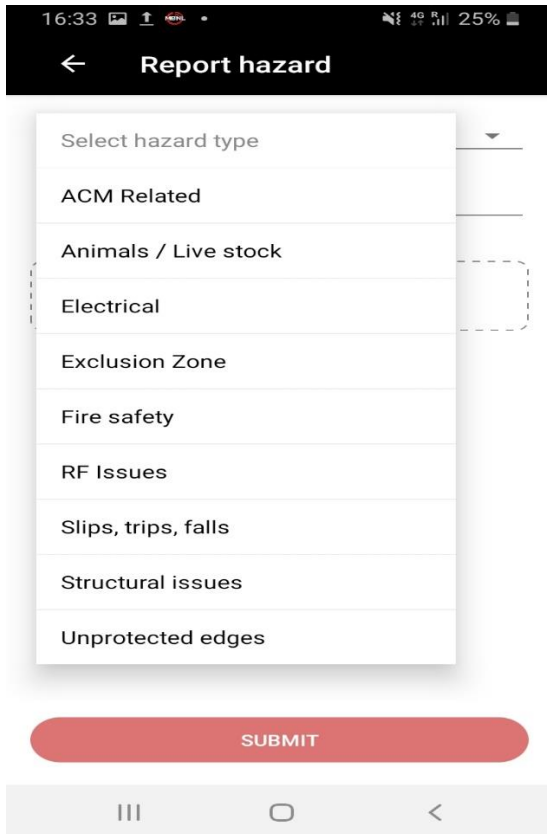 16:33 4G R 25%
Report hazard
Select hazard type
ACM Related
Animals / Live stock
Electrical
Exclusion Zone
Fire safety
RF Issues
Slips, trips, falls
Structural issues
Unprotected edges
SUBMIT